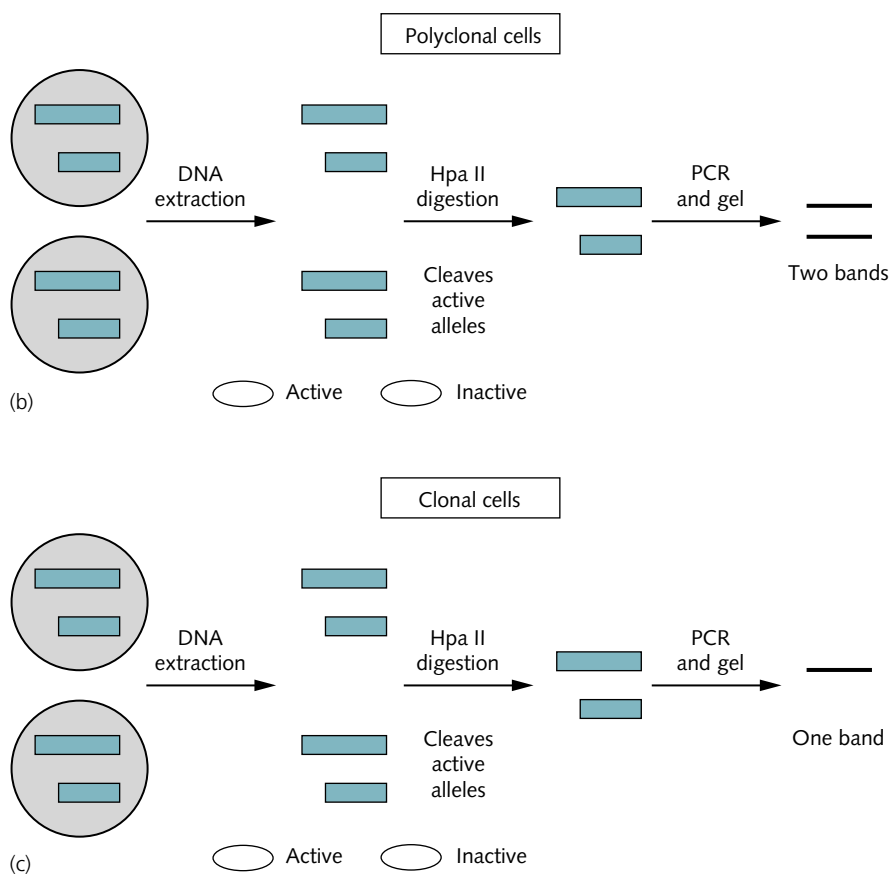 Polyclonal cells
DNA
extraction
Hpa II
digestion
Cleaves
active
alleles
PCR
and gel
Two bands
Active
Inactive
(b)
Clonal cells
DNA
extraction
Hpa II
digestion
Cleaves
active
alleles
PCR
and gel
One band
Active
Inactive
(c)